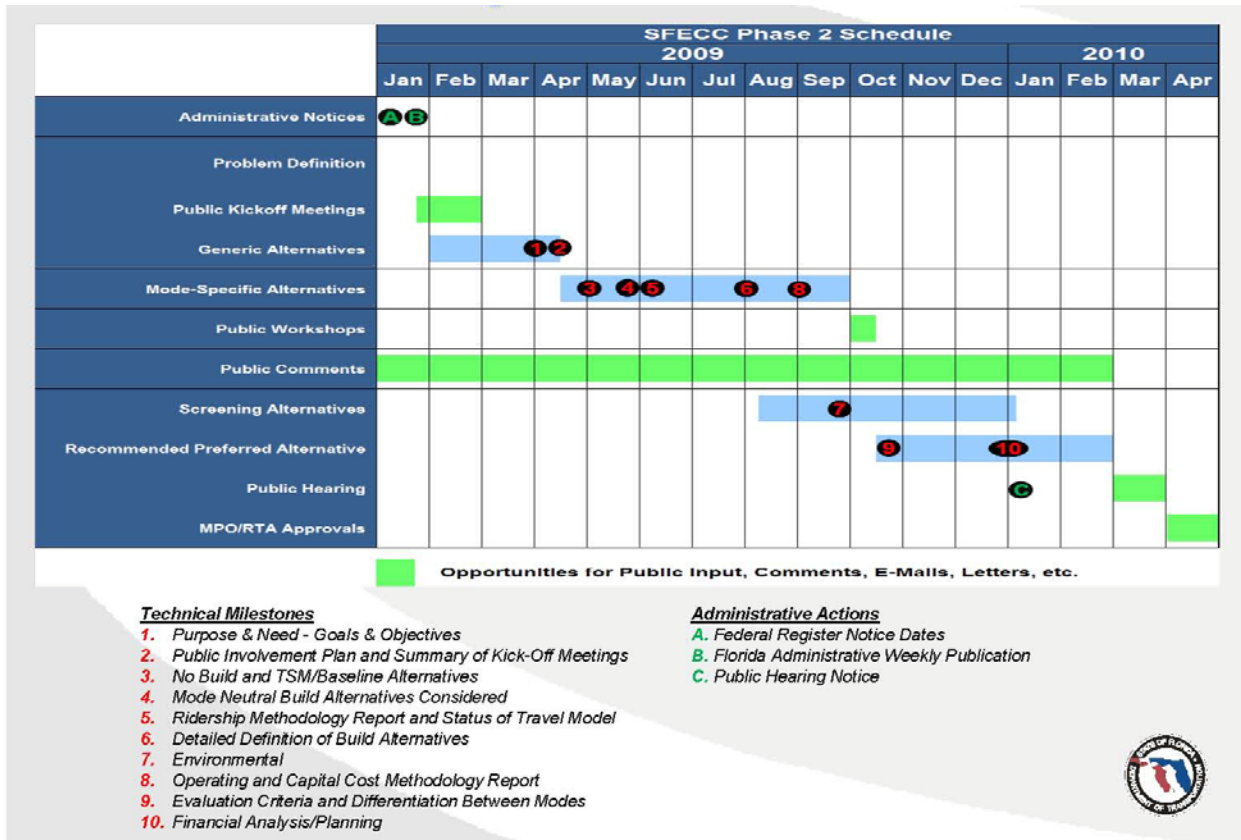 SFECC Phase 2 Schedule
2009 2010
Jan Feb Mar Apr May Jun Jul Aug Sep Oct Nov Dec Jan Feb Mar Apr
Administrative Notices A B
Problem Definition
Public Kickoff Meetings
Generic Alternatives 1 2
Mode-Specific Alternatives 3 4 5 6 8
Public Workshops
Public Comments
Screening Alternatives 7
Recommended Preferred Alternative 9 10
Public Hearing C
MPO/RTA Approvals
Opportunities for Public Input, Comments, E-Mails, Letters, etc.
Technical Milestones
1. Purpose & Need - Goals & Objectives
2. Public Involvement Plan and Summary of Kick-Off Meetings
3. No Build and TSM/Baseline Alternatives
4. Mode Neutral Build Alternatives Considered
5. Ridership Methodology Report and Status of Travel Model
6. Detailed Definition of Build Alternatives
7. Environmental
8. Operating and Capital Cost Methodology Report
9. Evaluation Criteria and Differentiation Between Modes
10. Financial Analysis/Planning
Administrative Actions
A. Federal Register Notice Dates
B. Florida Administrative Weekly Publication
C. Public Hearing Notice
STATE OF FLORIDA
DEPARTMENT OF TRANSPORTATION